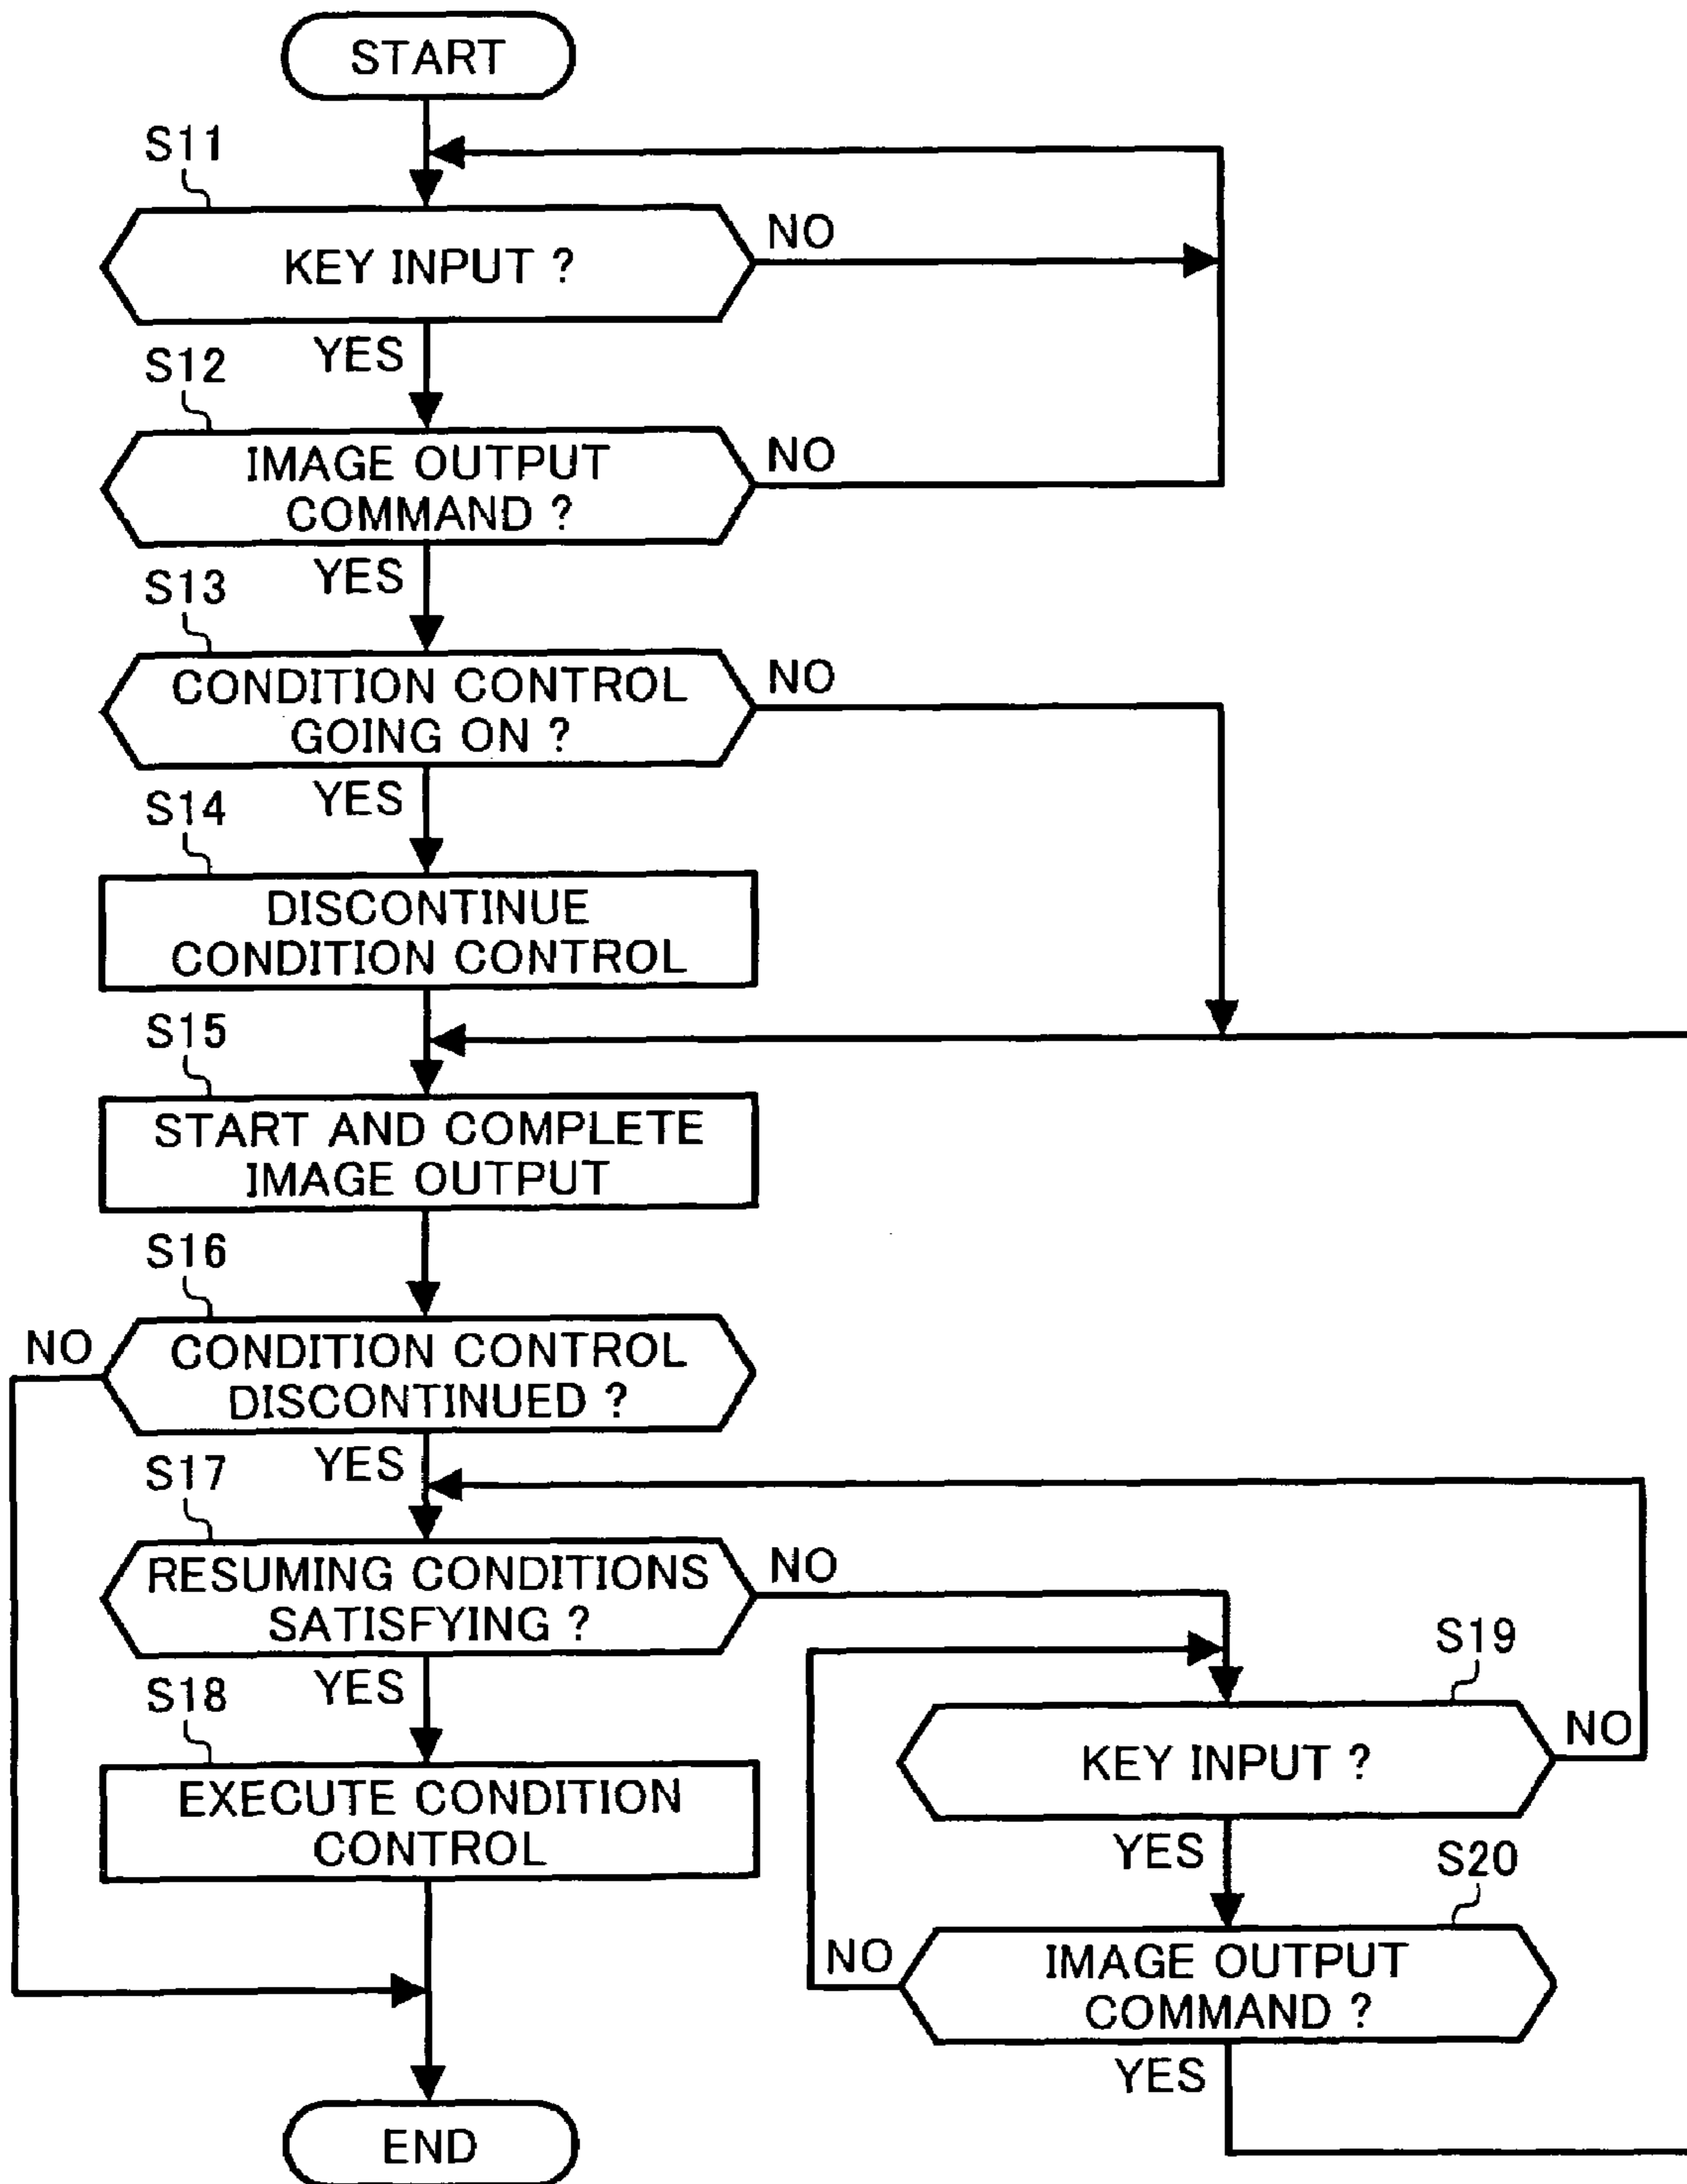 START
S11
KEY INPUT ?
NO
YES
S12
IMAGE OUTPUT
COMMAND ?
NO
YES
S13
CONDITION CONTROL
GOING ON ?
NO
YES
S14
DISCONTINUE
CONDITION CONTROL
S15
START AND COMPLETE
IMAGE OUTPUT
S16
NO
CONDITION CONTROL
DISCONTINUED ?
YES
S17
RESUMING CONDITIONS
SATISFYING ?
NO
YES
S18
EXECUTE CONDITION
CONTROL
S19
KEY INPUT ?
NO
YES
S20
IMAGE OUTPUT
COMMAND ?
NO
YES
END